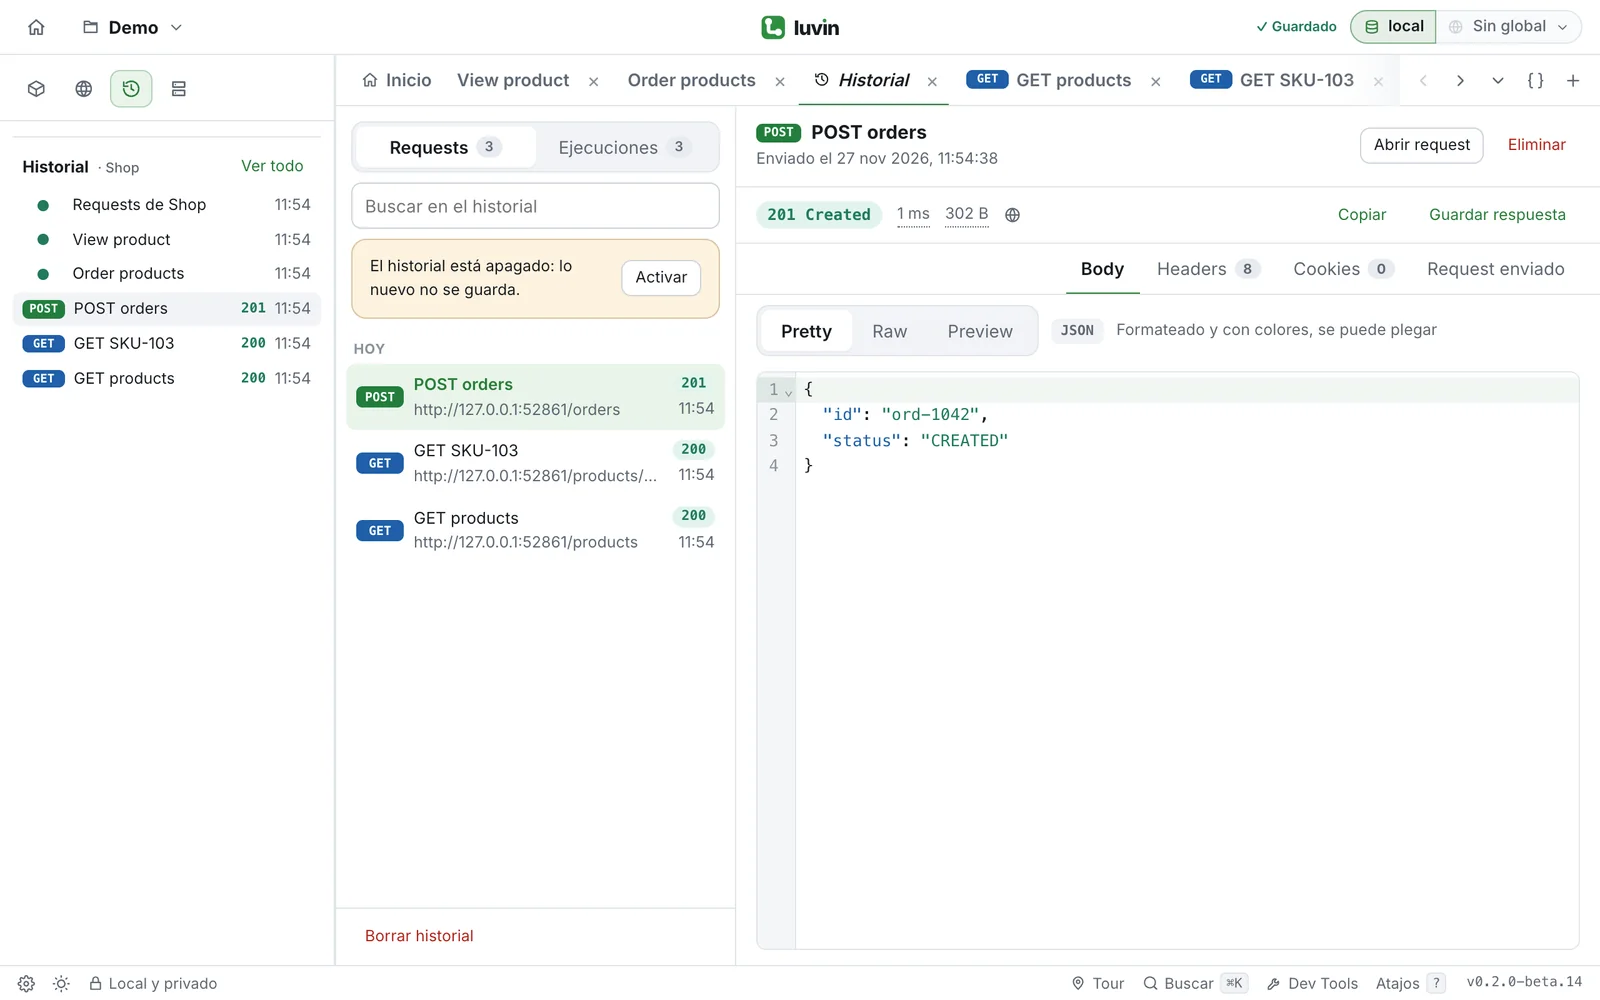 Demo
luvin
Guardado
local
Sin global
Inicio
View product
Order products
Historial
GET GET products
GET GET SKU-103
{ }
Historial · Shop
Ver todo
Requests de Shop 11:54
View product 11:54
Order products 11:54
POST POST orders 201 11:54
GET GET SKU-103 200 11:54
GET GET products 200 11:54
Requests 3
Ejecuciones 3
Buscar en el historial
El historial está apagado: lo
nuevo no se guarda.
Activar
HOY
POST POST orders 201
http://127.0.0.1:52861/orders 11:54
GET GET SKU-103 200
http://127.0.0.1:52861/products/... 11:54
GET GET products 200
http://127.0.0.1:52861/products 11:54
Borrar historial
POST POST orders
Enviado el 27 nov 2026, 11:54:38
Abrir request
Eliminar
201 Created 1 ms 302 B
Copiar
Guardar respuesta
Body
Headers 8
Cookies 0
Request enviado
Pretty
Raw
Preview
JSON
Formateado y con colores, se puede plegar
1 {
2 "id": "ord-1042",
3 "status": "CREATED"
4 }
Local y privado
Tour
Buscar ⌘K
Dev Tools
Atajos ?
v0.2.0-beta.14